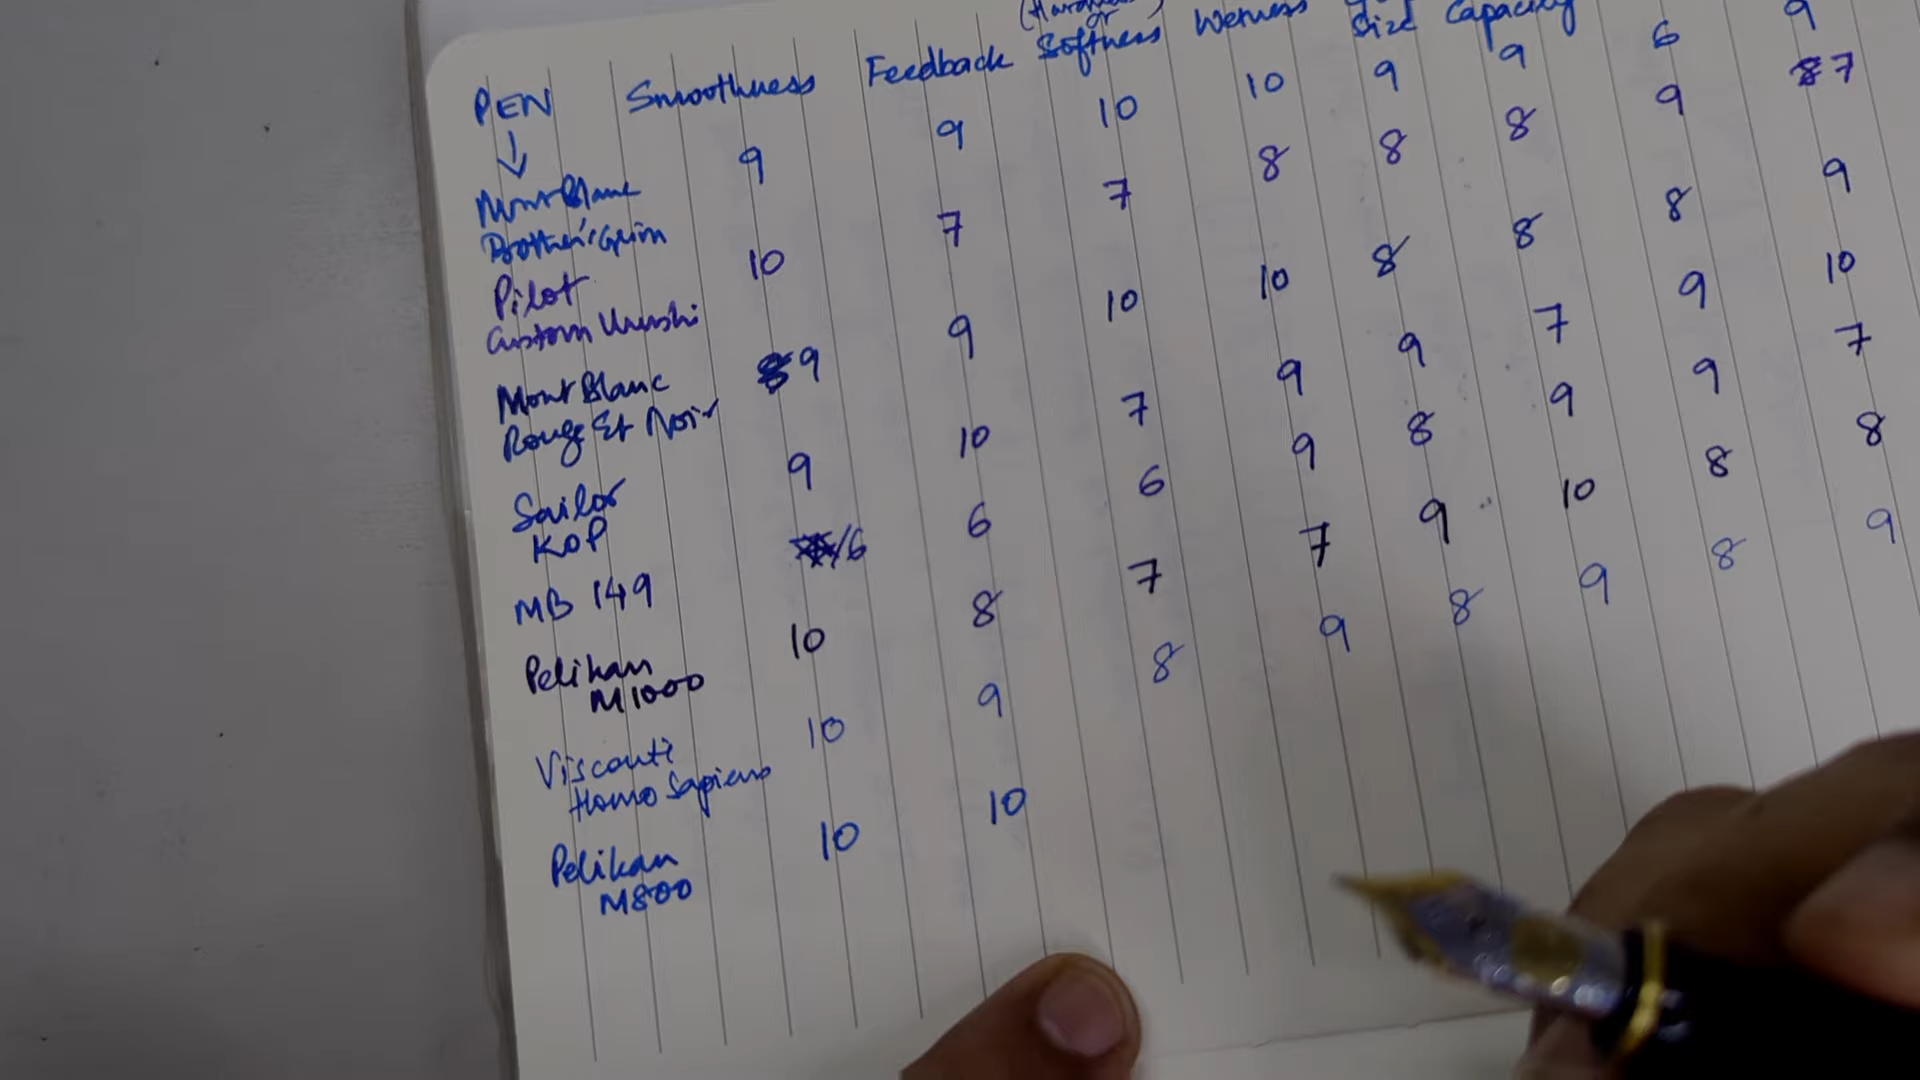 PEN Smoothness Feedback or Softness Wetness Size Capacity
↓
Mont Blanc 9 9 10 10 9 9 6 9
Brother's Grim
Pilot 10 7 7 8 8 8 9 7
Custom Urushi
Mont Blanc 9 9 10 10 8 8 8 9
Rouge Et Noir
Sailor 9 10 7 9 9 7 9 10
KOP
MB 149 /6 6 6 9 8 9 9 7
Pelikan 10 8 7 7 9 10 8 8
M1000
Visconti 10 9 8 9 8 9 8 9
Homo Sapiens
Pelikan 10 10
M800